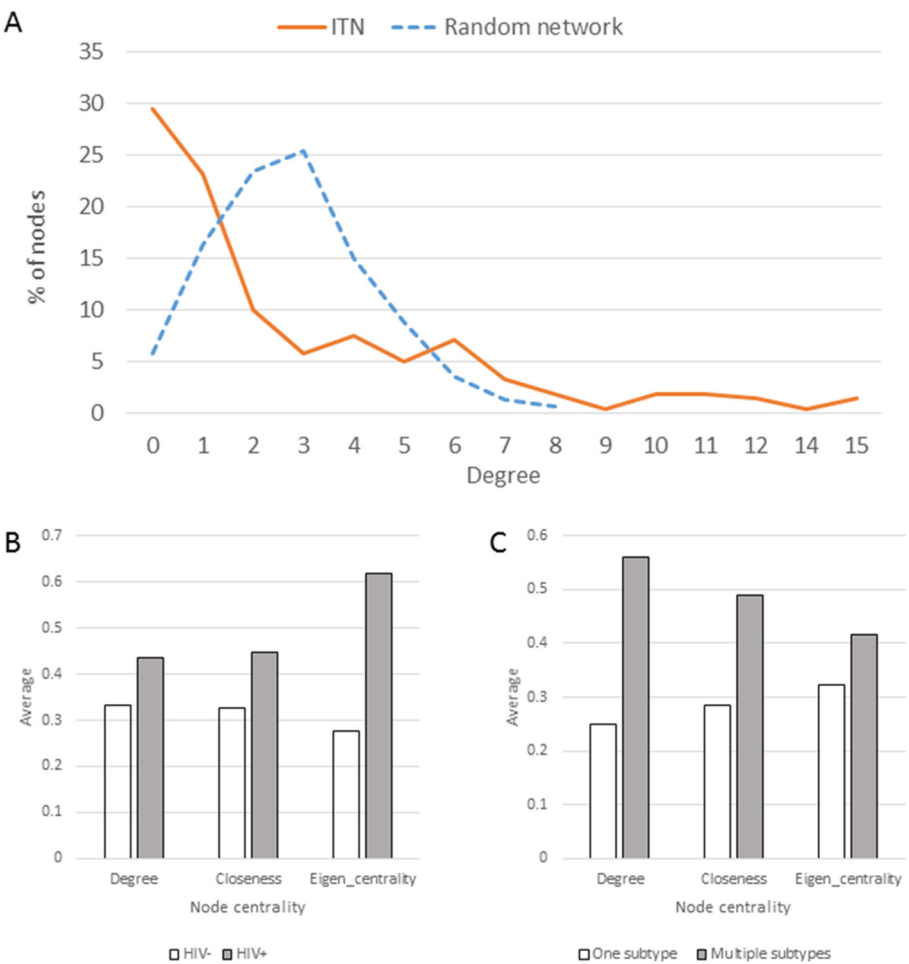 A
ITN Random network
35
30
25
20
15
10
5
0
% of nodes
0 1 2 3 4 5 6 7 8 9 10 11 12 14 15
Degree
B
0.7
0.6
0.5
0.4
0.3
0.2
0.1
0
Average
Degree Closeness Eigen_centrality
Node centrality
HIV- HIV+
C
0.6
0.5
0.4
0.3
0.2
0.1
0
Average
Degree Closeness Eigen_centrality
Node centrality
One subtype Multiple subtypes